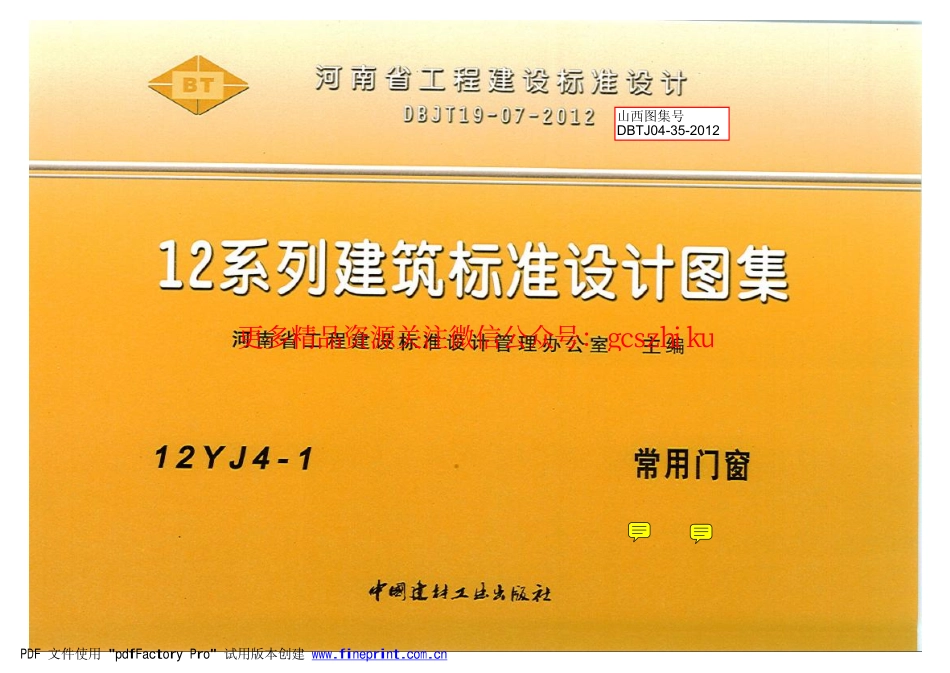 BT
河南省工程建设标准设计
DBJT19-07-2012
山西图集号
DBTJ04-35-2012
12系列建筑标准设计图集
更多精品资源关注微信公众号：gcszhiku
河南省工程建设标准设计管理办公室 主编
12YJ4-1
常用门窗
中国建材工业出版社
PDF 文件使用 "pdfFactory Pro" 试用版本创建 www.fineprint.com.cn